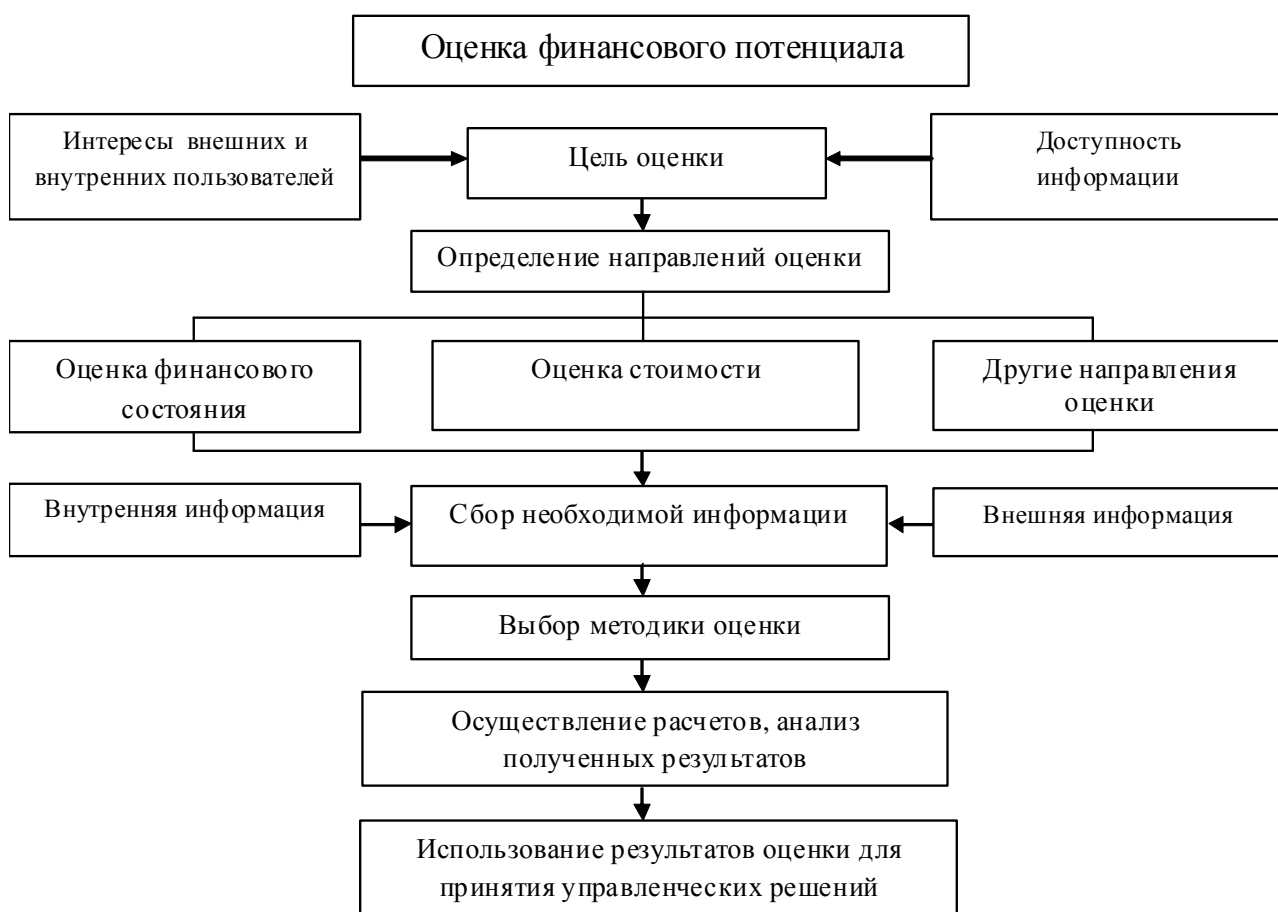 Оценка финансового потенциала
Интересы внешних и
внутренних пользователей
Цель оценки
Доступность
информации
Определение направлений оценки
Оценка финансового
состояния
Оценка стоимости
Другие направления
оценки
Внутренняя информация
Сбор необходимой информации
Внешняя информация
Выбор методики оценки
Осуществление расчетов, анализ
полученных результатов
Использование результатов оценки для
принятия управленческих решений